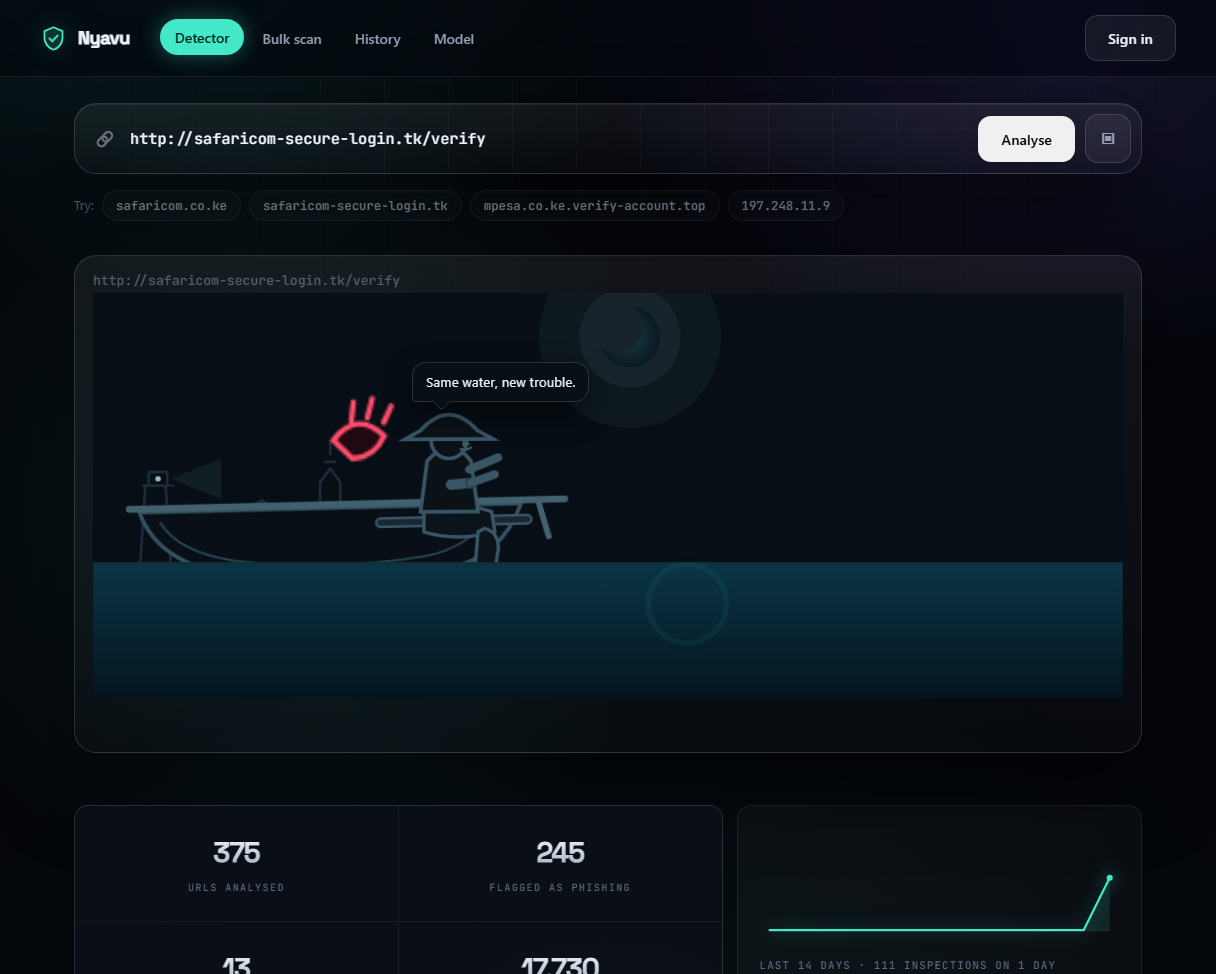 Nyavu
Detector
Bulk scan
History
Model
Sign in
http://safaricom-secure-login.tk/verify
Analyse
Try:
safaricom.co.ke
safaricom-secure-login.tk
mpesa.co.ke.verify-account.top
197.248.11.9
http://safaricom-secure-login.tk/verify
Same water, new trouble.
375
URLS ANALYSED
245
FLAGGED AS PHISHING
13
17,730
LAST 14 DAYS · 111 INSPECTIONS ON 1 DAY